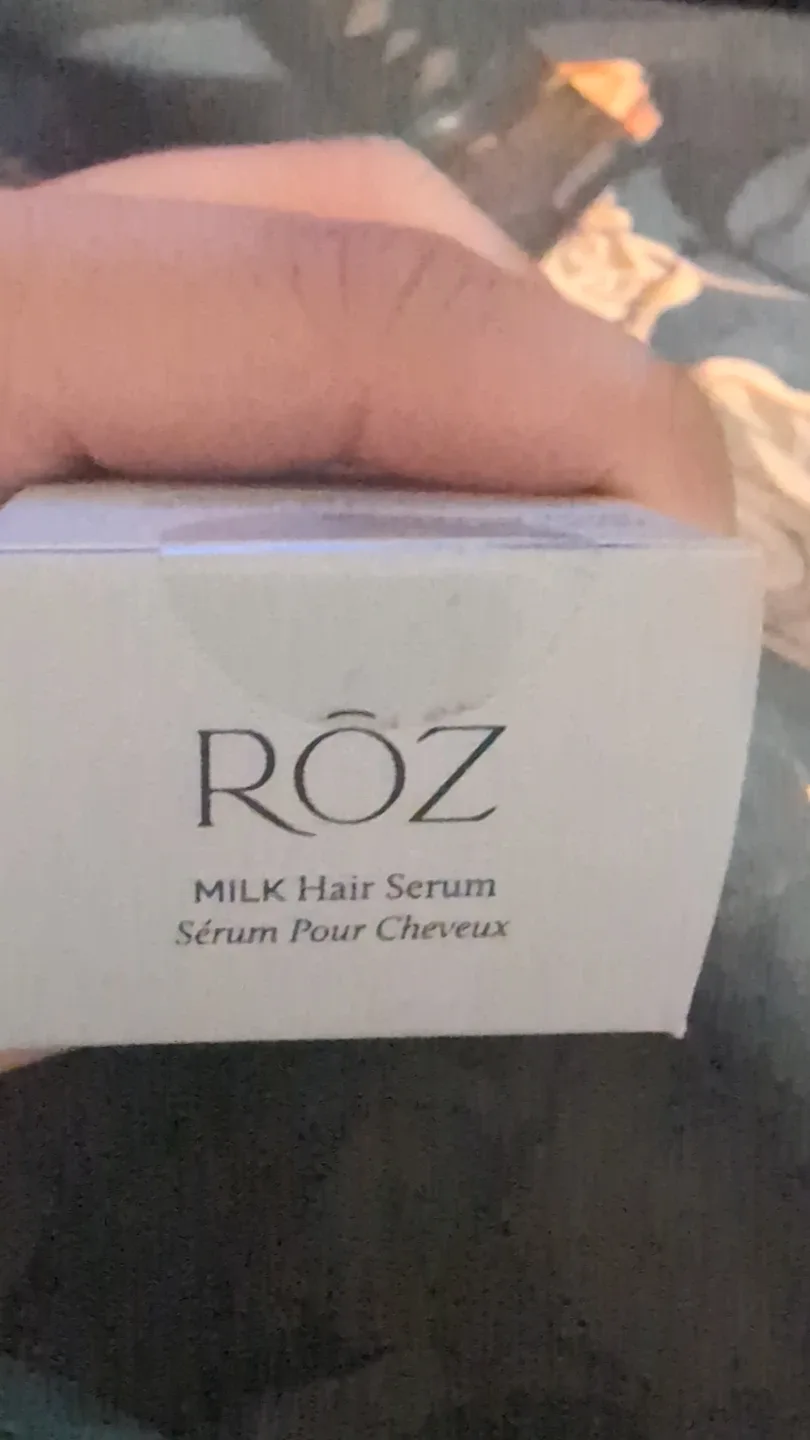 RŌZ
MILK Hair Serum
Sérum Pour Cheveux